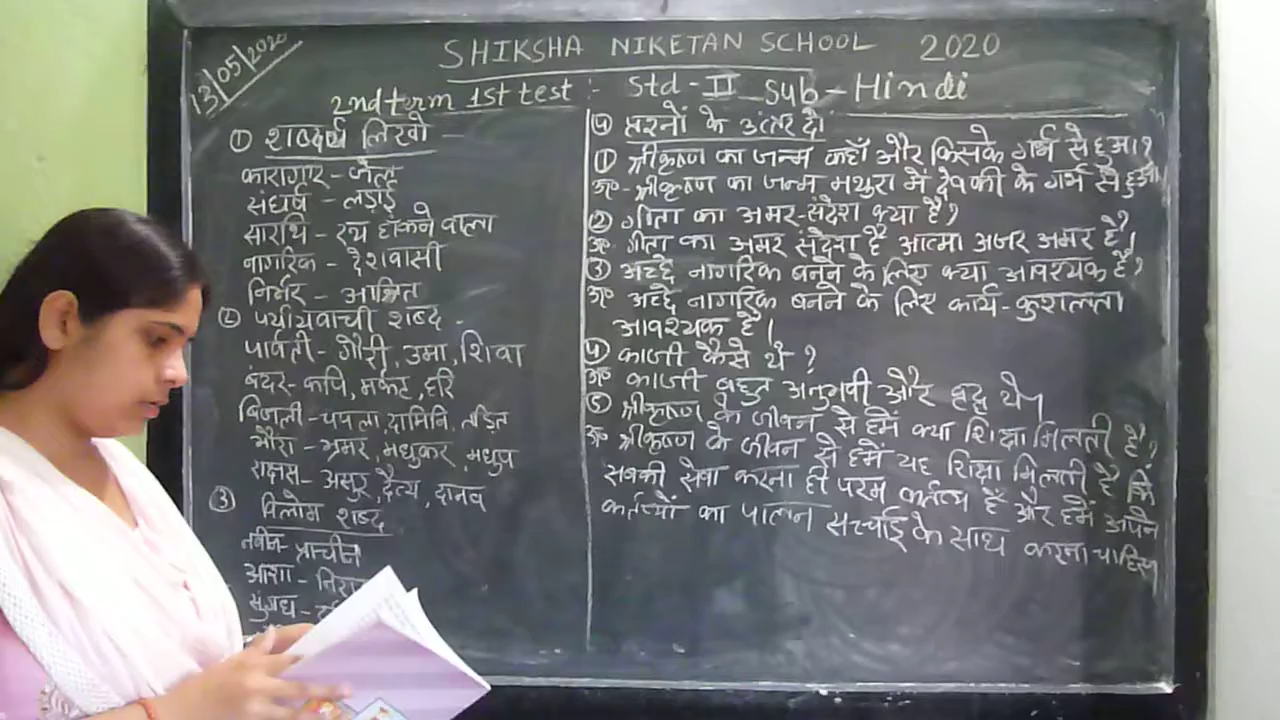 13/05/2020
SHIKSHA NIKETAN SCHOOL 2020
2nd term 1st test :- Std - II Sub - Hindi
① शब्दार्थ लिखो -
कारागार - जेल
संघर्ष - लड़ाई
सारथि - रथ हाँकने वाला
नागरिक - देशवासी
निर्भर - आश्रित
② पर्यायवाची शब्द -
पार्वती - गौरी, उमा, शिवा
बंदर - कपि, मर्कट, हरि
बिजली - चपला, दामिनि, तड़ित
भौंरा - भ्रमर, मधुकर, मधुप
राक्षस - असुर, दैत्य, दानव
③ विलोम शब्द
नवीन - प्राचीन
आशा - निरा
सुंगध -
④ प्रश्नों के उत्तर दो
① श्रीकृष्ण का जन्म कहाँ और किसके गर्भ से हुआ?
उ०- श्रीकृष्ण का जन्म मथुरा में देवकी के गर्भ से हुआ।
② गीता का अमर-संदेश क्या है?
उ० गीता का अमर संदेश है आत्मा अजर अमर है।
③ अच्छे नागरिक बनने के लिए क्या आवश्यक है?
उ० अच्छे नागरिक बनने के लिए कार्य-कुशलता
आवश्यक है।
④ काजी कैसे थे?
उ० काजी बहुत अनुभवी और वृद्ध थे।
⑤ श्रीकृष्ण के जीवन से हमें क्या शिक्षा मिलती है?
उ० श्रीकृष्ण के जीवन से हमें यह शिक्षा मिलती है कि
सबकी सेवा करना ही परम कर्तव्य है और हमें अपने
कर्तव्यों का पालन सच्चाई के साथ करना चाहिए।